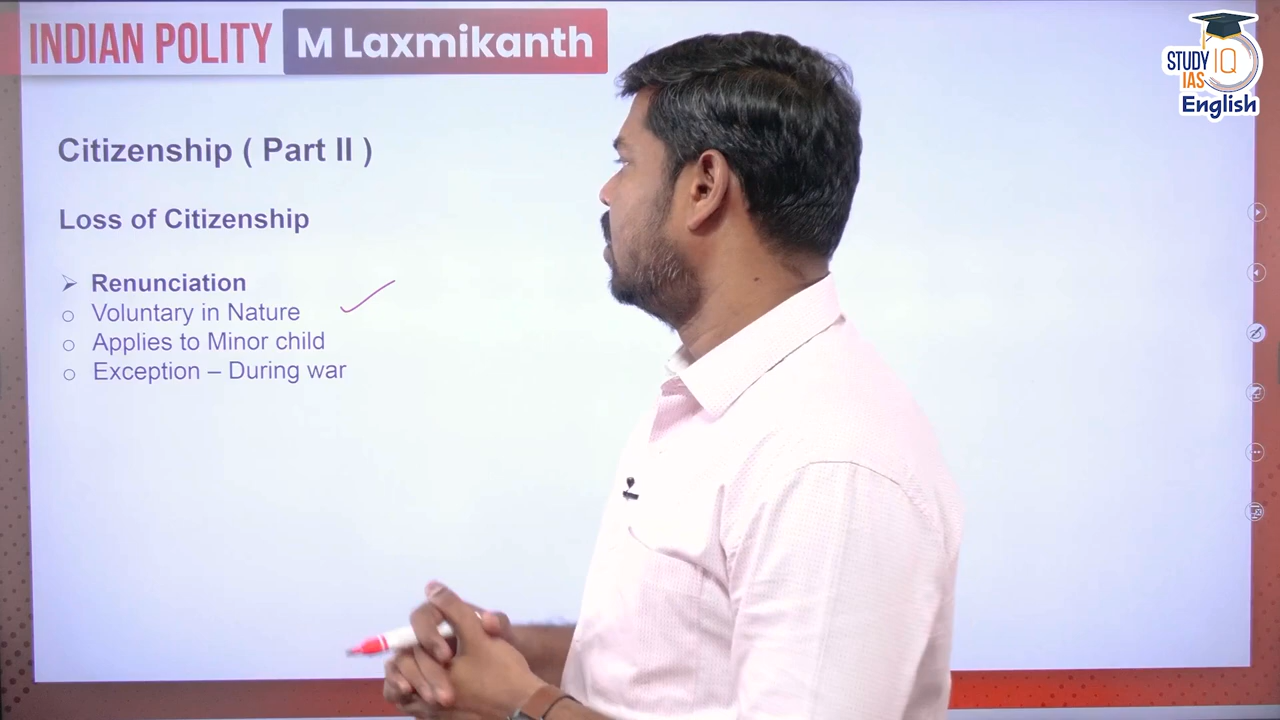 INDIAN POLITY M Laxmikanth
STUDY IQ
IAS
English
Citizenship ( Part II )
Loss of Citizenship
➤ Renunciation
o Voluntary in Nature
o Applies to Minor child
o Exception – During war